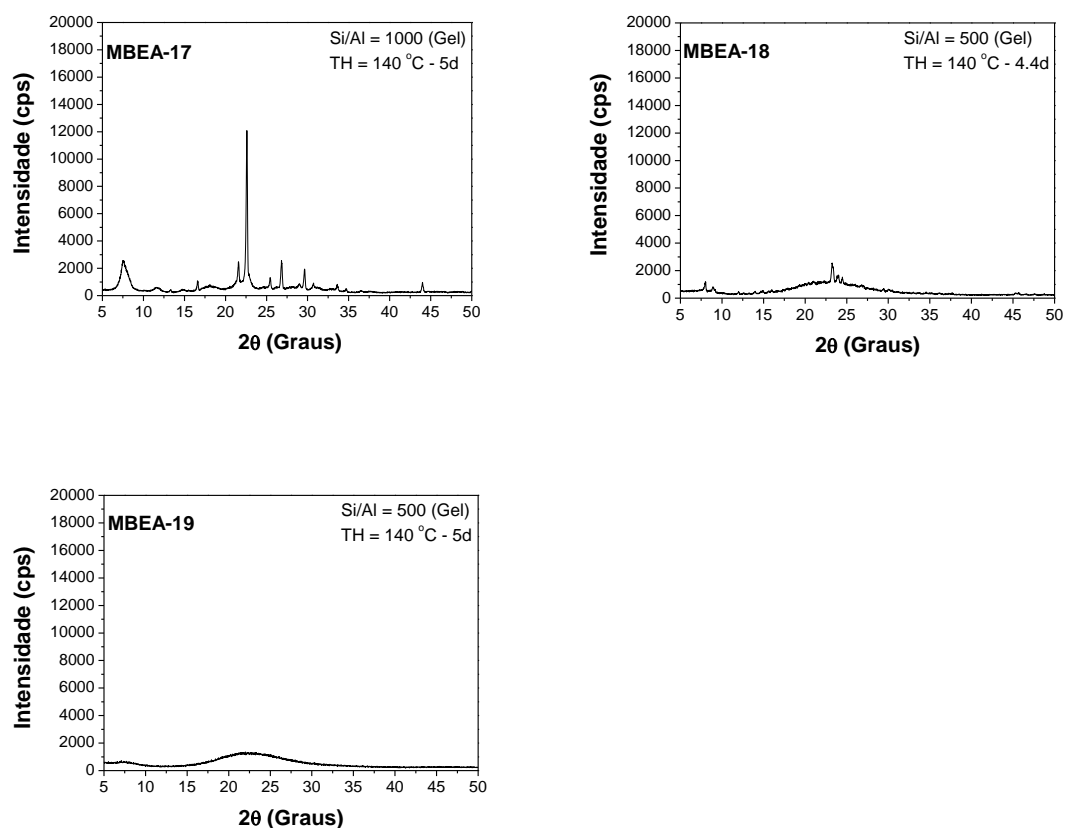 20000
18000
16000
14000
12000
10000
8000
6000
4000
2000
0
Intensidade (cps)
MBEA-17
Si/Al = 1000 (Gel)
TH = 140 °C - 5d
5 10 15 20 25 30 35 40 45 50
2θ (Graus)
20000
18000
16000
14000
12000
10000
8000
6000
4000
2000
0
Intensidade (cps)
MBEA-18
Si/Al = 500 (Gel)
TH = 140 °C - 4.4d
5 10 15 20 25 30 35 40 45 50
2θ (Graus)
20000
18000
16000
14000
12000
10000
8000
6000
4000
2000
0
Intensidade (cps)
MBEA-19
Si/Al = 500 (Gel)
TH = 140 °C - 5d
5 10 15 20 25 30 35 40 45 50
2θ (Graus)